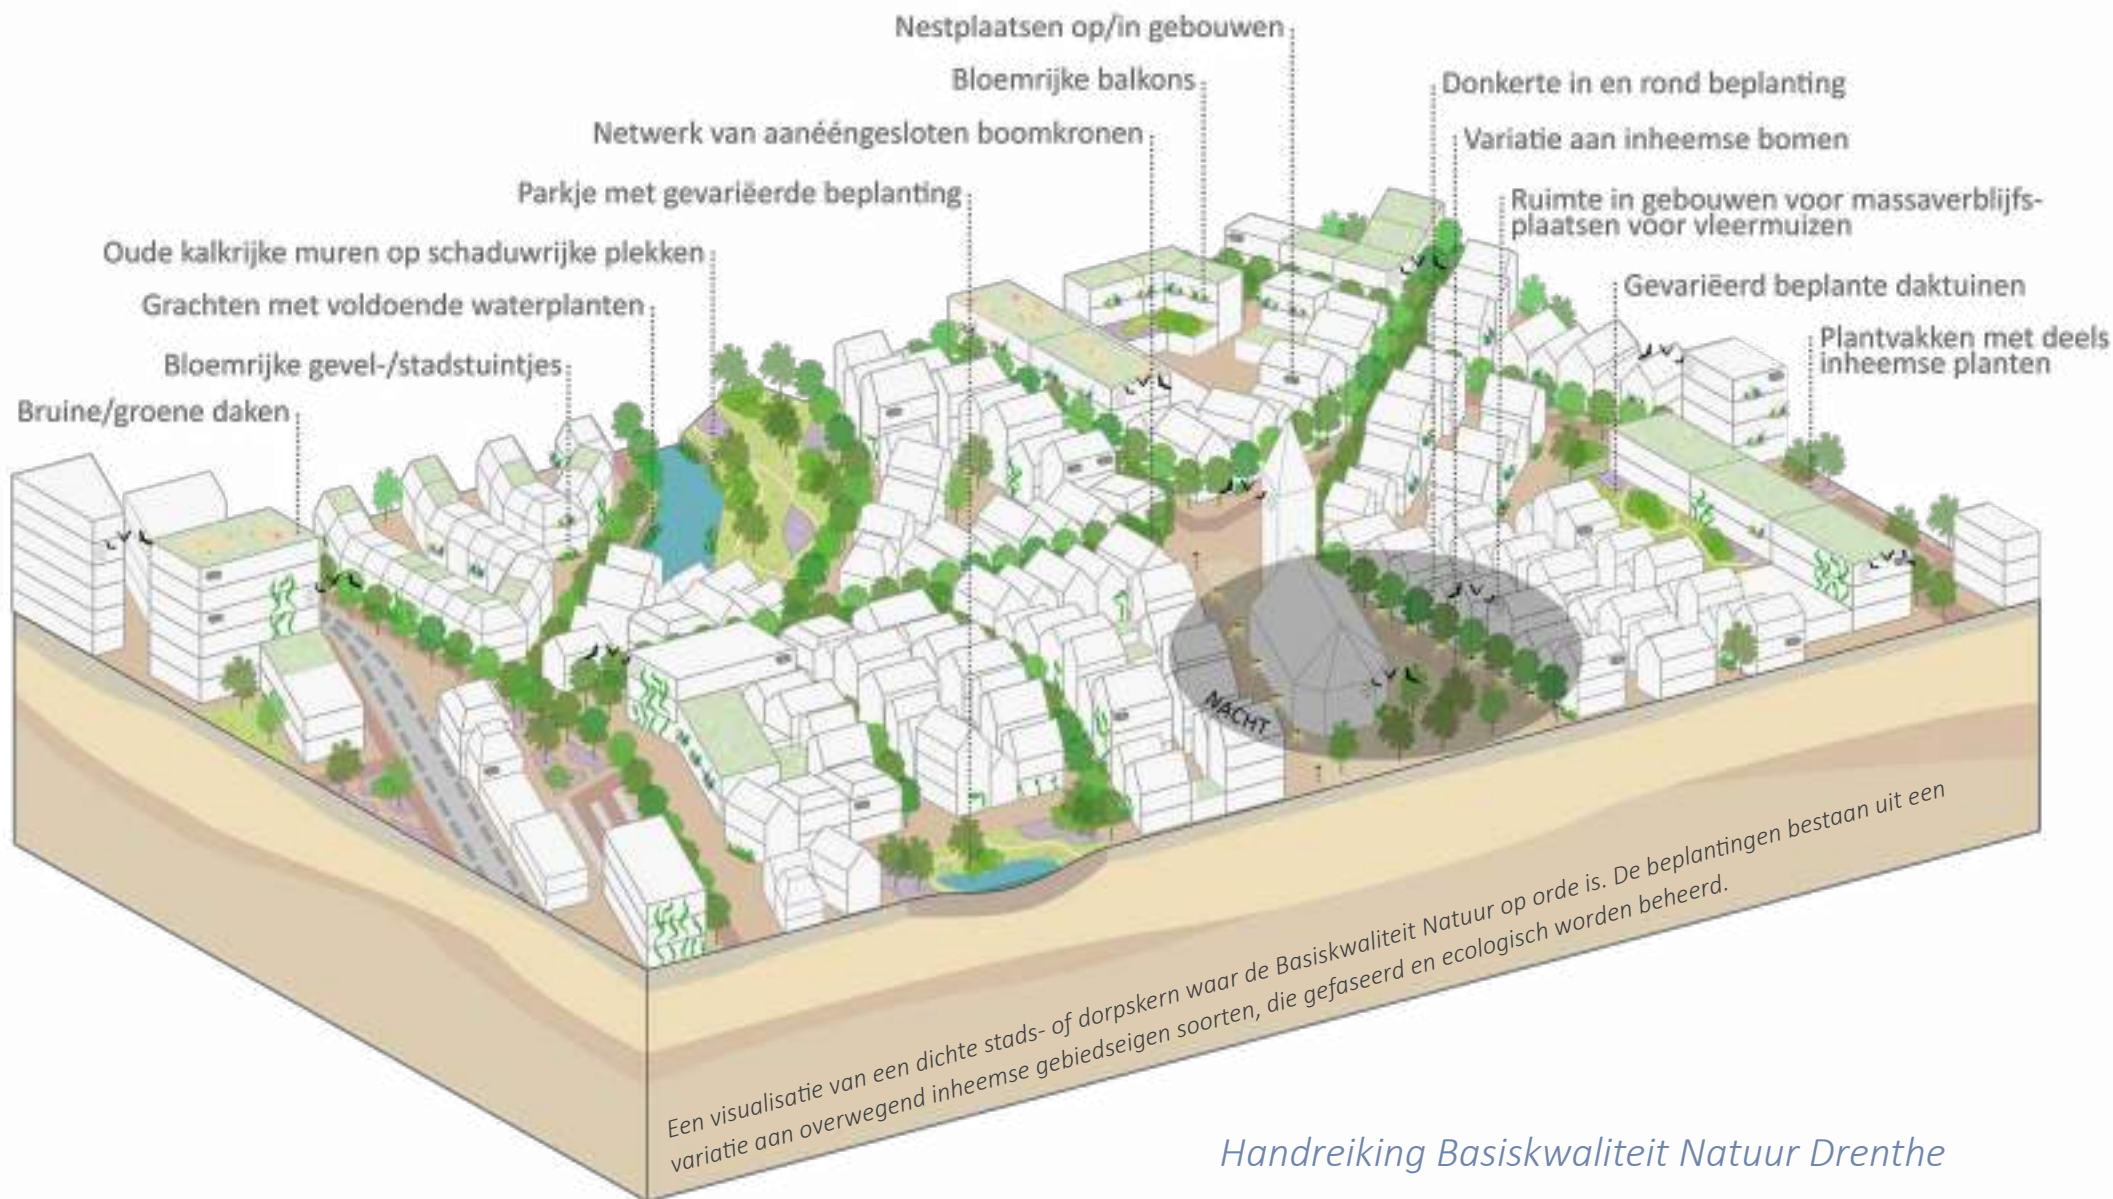 Nestplaatsen op/in gebouwen
Bloemrijke balkons
Netwerk van aanééngesloten boomkronen
Parkje met gevariëerde beplanting
Oude kalkrijke muren op schaduwrijke plekken
Grachten met voldoende waterplanten
Bloemrijke gevel-/stadstuintjes
Bruine/groene daken
Donkerte in en rond beplanting
Variatie aan inheemse bomen
Ruimte in gebouwen voor massaverblijfs-
plaatsen voor vleermuizen
Gevariëerd beplante daktuinen
Plantvakken met deels
inheemse planten
NACHT
Een visualisatie van een dichte stads- of dorpskern waar de Basiskwaliteit Natuur op orde is. De beplantingen bestaan uit een
variatie aan overwegend inheemse gebiedseigen soorten, die gefaseerd en ecologisch worden beheerd.
Handreiking Basiskwaliteit Natuur Drenthe